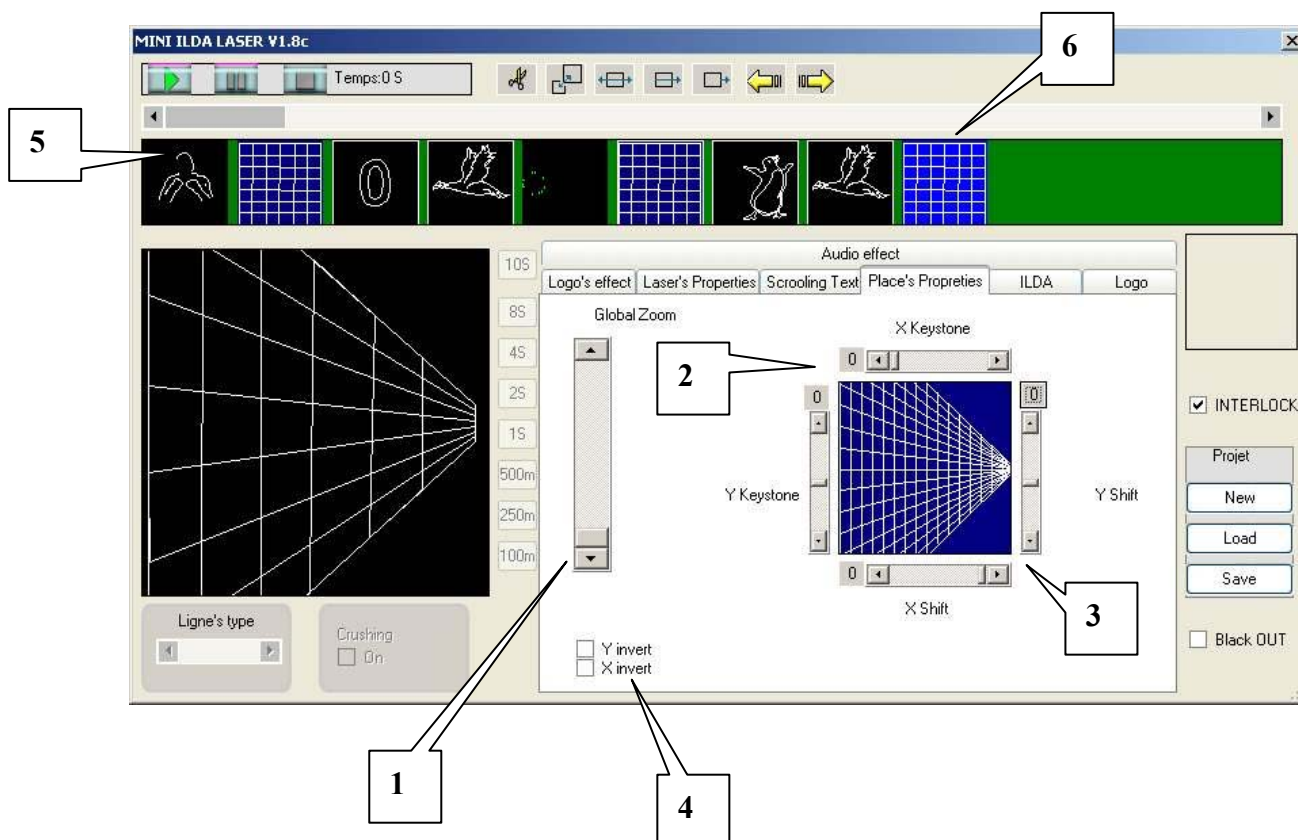 6
MINI ILDA LASER V1.8c
Temps:0 S
5
Audio effect
Logo's effect Laser's Properties Scrooling Text Place's Propreties ILDA Logo
10S
8S
4S
2S
1S
500m
250m
100m
Global Zoom
X Keystone
0
2
0
0
Y Keystone
Y Shift
0
X Shift
3
Y invert
X invert
INTERLOCK
Projet
New
Load
Save
Black OUT
Ligne's type
Crushing
On
1
4